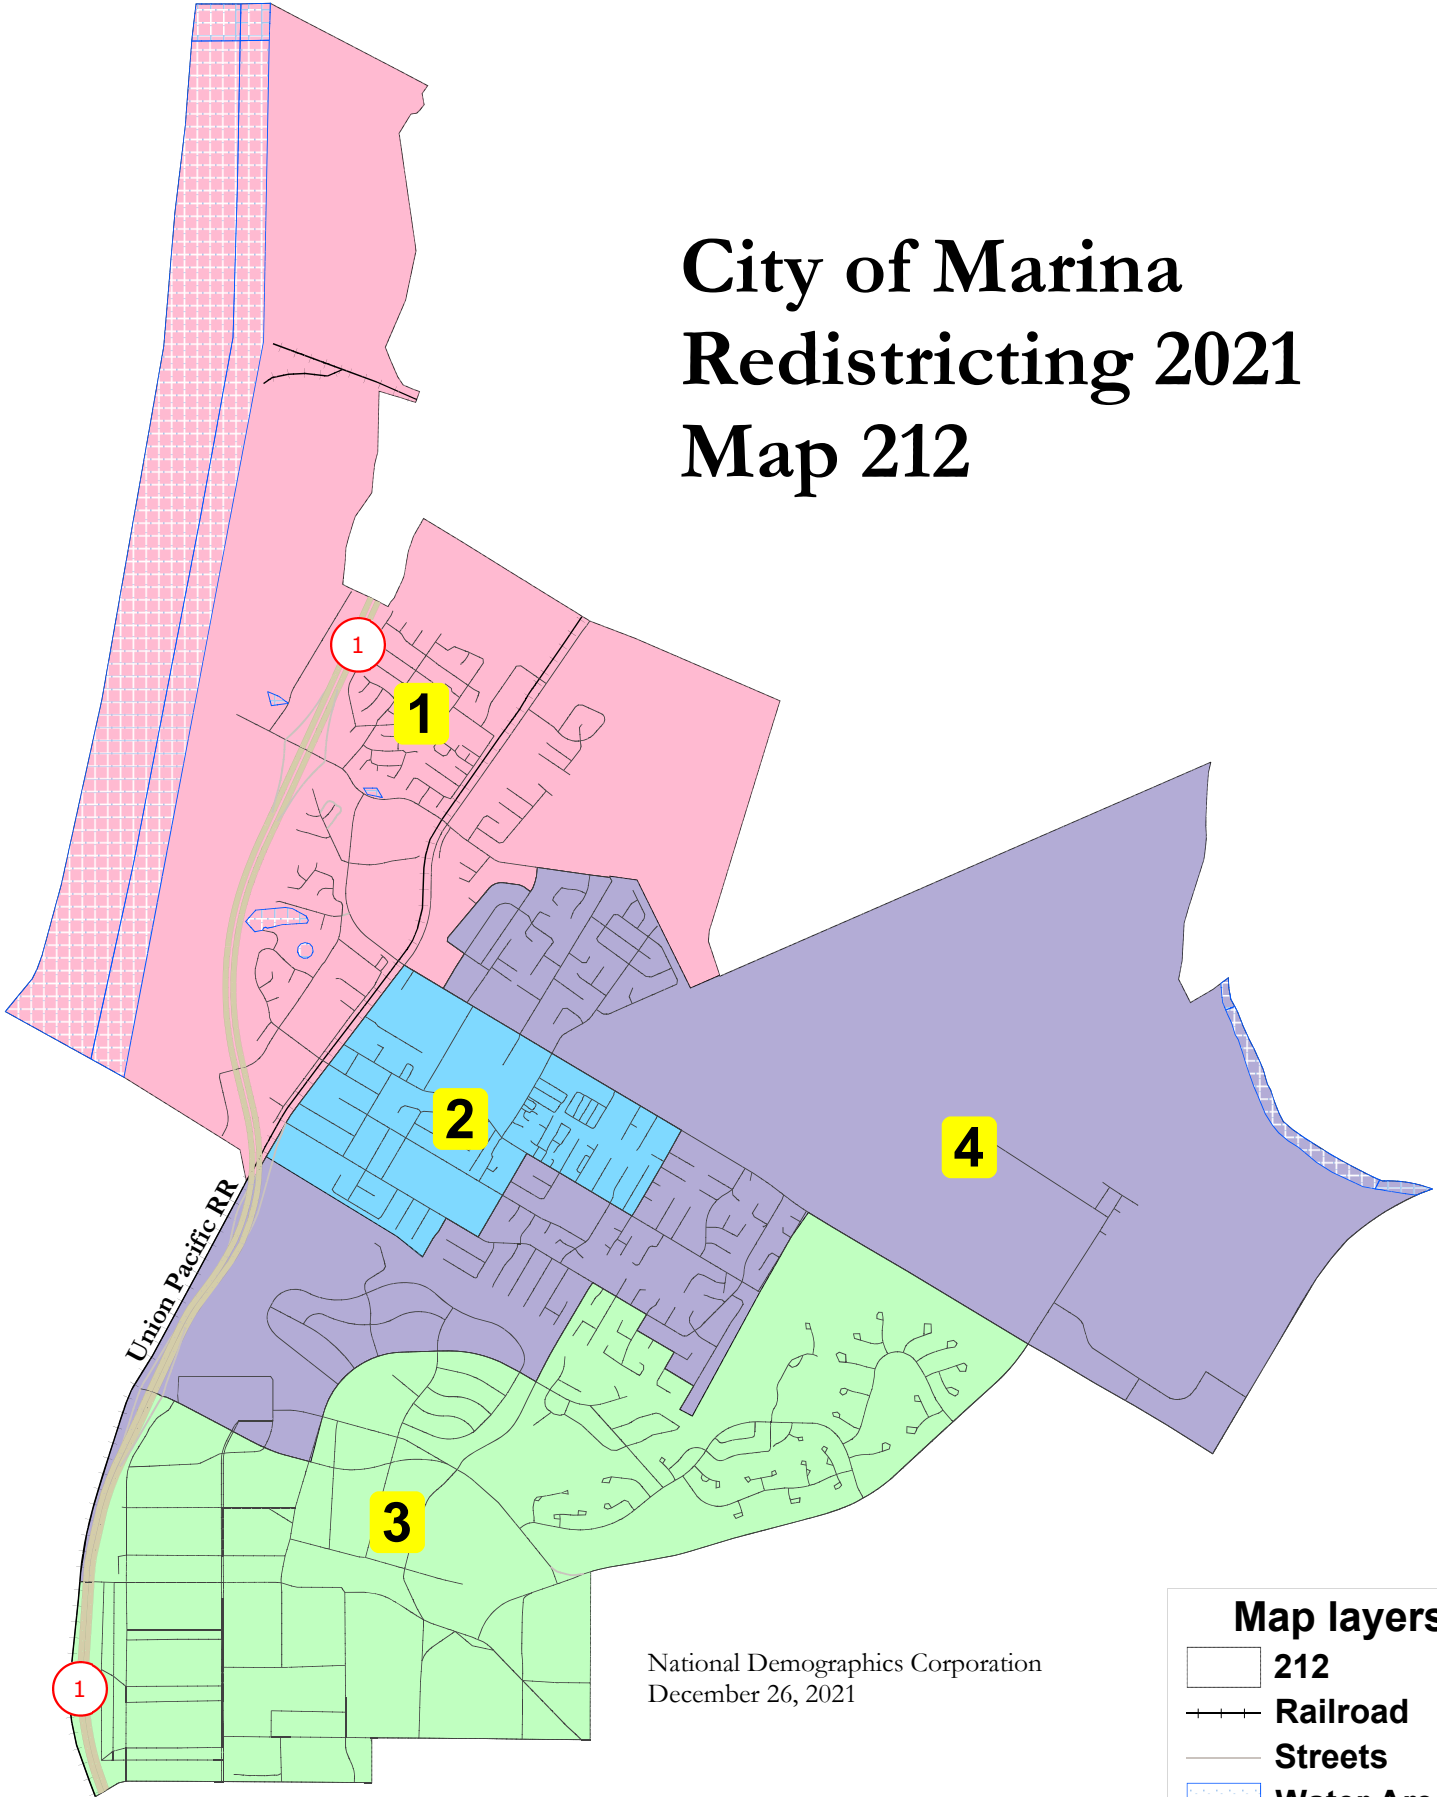 City of Marina
Redistricting 2021
Map 212
1
1
4
2
Union Pacific RR
3
National Demographics Corporation
December 26, 2021
1
Map layers
212
Railroad
Streets
Water